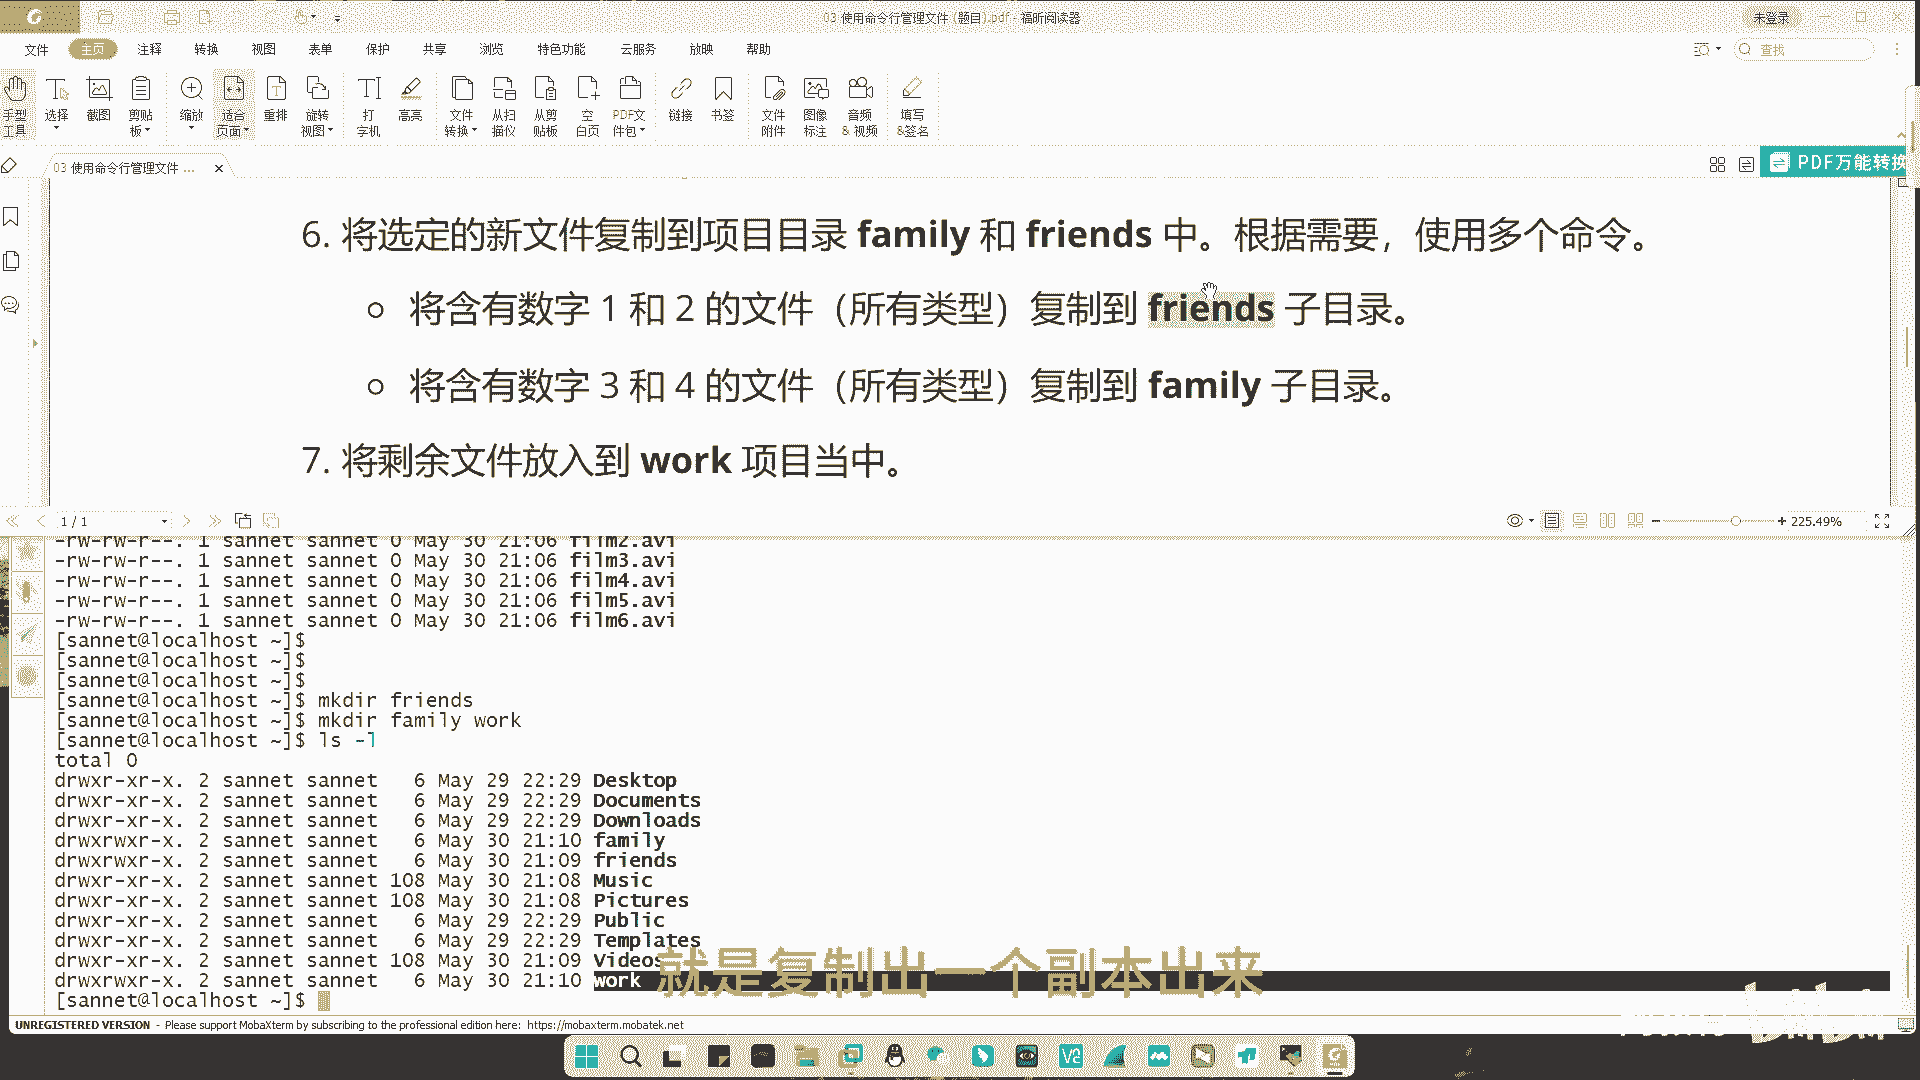 03 使用命令行管理文件 (题目).pdf - 福昕阅读器
未登录
文件 主页 注释 转换 视图 表单 保护 共享 浏览 特色功能 云服务 放映 帮助
查找
手型工具 选择 截图 剪贴板 缩放 适合页面 重排 旋转视图 打字机 高亮 文件转换 从扫描仪 从剪贴板 空白页 PDF文件包 链接 书签 文件附件 图像标注 音频&视频 填写&签名
03 使用命令行管理文件 ...
PDF万能转换
6. 将选定的新文件复制到项目目录 family 和 friends 中。根据需要，使用多个命令。
○ 将含有数字 1 和 2 的文件（所有类型）复制到 friends 子目录。
○ 将含有数字 3 和 4 的文件（所有类型）复制到 family 子目录。
7. 将剩余文件放入到 work 项目当中。
1 / 1
225.49%
-rw-rw-r--. 1 sannet sannet 0 May 30 21:06 film2.avi
-rw-rw-r--. 1 sannet sannet 0 May 30 21:06 film3.avi
-rw-rw-r--. 1 sannet sannet 0 May 30 21:06 film4.avi
-rw-rw-r--. 1 sannet sannet 0 May 30 21:06 film5.avi
-rw-rw-r--. 1 sannet sannet 0 May 30 21:06 film6.avi
[sannet@localhost ~]$
[sannet@localhost ~]$
[sannet@localhost ~]$
[sannet@localhost ~]$ mkdir friends
[sannet@localhost ~]$ mkdir family work
[sannet@localhost ~]$ ls -l
total 0
drwxr-xr-x. 2 sannet sannet   6 May 29 22:29 Desktop
drwxr-xr-x. 2 sannet sannet   6 May 29 22:29 Documents
drwxr-xr-x. 2 sannet sannet   6 May 29 22:29 Downloads
drwxrwxr-x. 2 sannet sannet   6 May 30 21:10 family
drwxrwxr-x. 2 sannet sannet   6 May 30 21:09 friends
drwxr-xr-x. 2 sannet sannet 108 May 30 21:08 Music
drwxr-xr-x. 2 sannet sannet 108 May 30 21:08 Pictures
drwxr-xr-x. 2 sannet sannet   6 May 29 22:29 Public
drwxr-xr-x. 2 sannet sannet   6 May 29 22:29 Templates
drwxr-xr-x. 2 sannet sannet 108 May 30 21:09 Videos
drwxrwxr-x. 2 sannet sannet   6 May 30 21:10 work
就是复制出一个副本出来
[sannet@localhost ~]$
UNREGISTERED VERSION - Please support MobaXterm by subscribing to the professional edition here: https://mobaxterm.mobatek.net